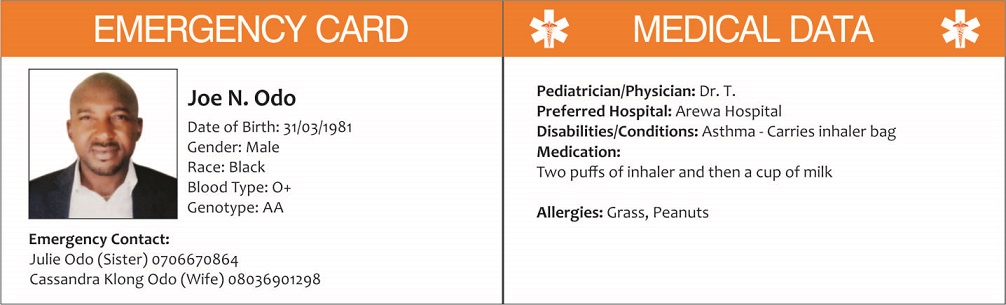 EMERGENCY CARD
Joe N. Odo
Date of Birth: 31/03/1981
Gender: Male
Race: Black
Blood Type: O+
Genotype: AA
Emergency Contact:
Julie Odo (Sister) 0706670864
Cassandra Klong Odo (Wife) 08036901298
MEDICAL DATA
Pediatrician/Physician: Dr. T.
Preferred Hospital: Arewa Hospital
Disabilities/Conditions: Asthma - Carries inhaler bag
Medication:
Two puffs of inhaler and then a cup of milk
Allergies: Grass, Peanuts